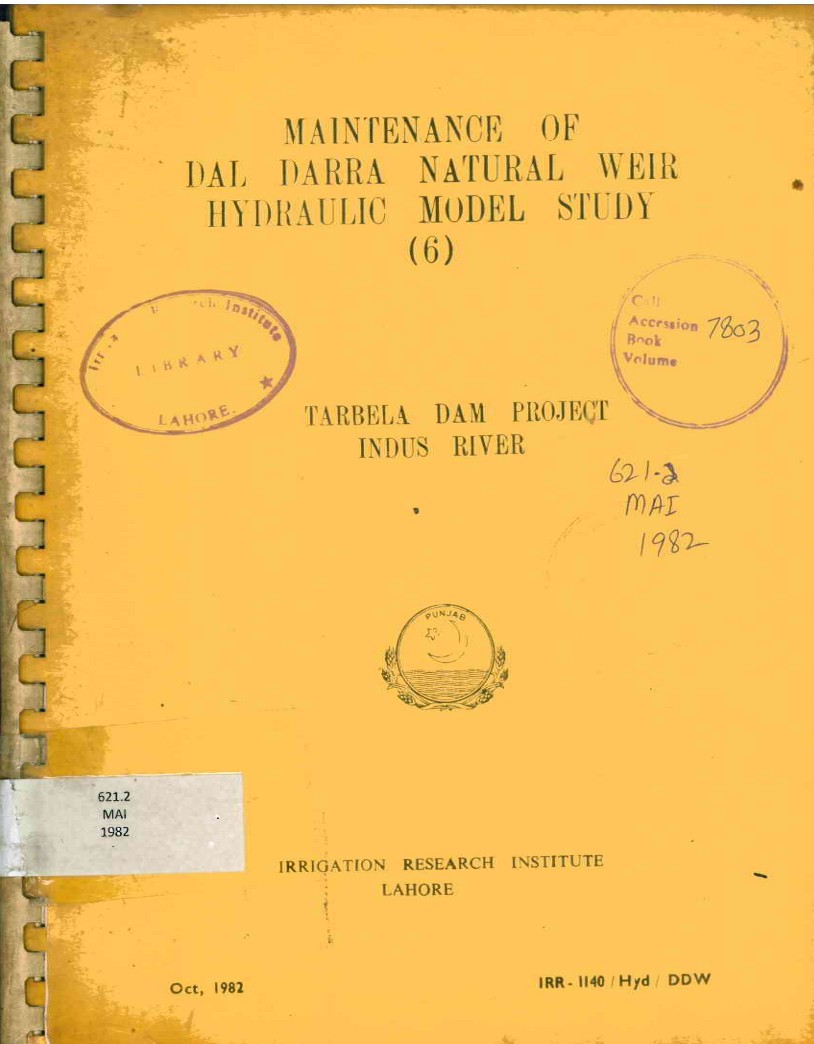 MAINTENANCE OF
DAL DARRA NATURAL WEIR
HYDRAULIC MODEL STUDY
(6)
Institute
LIBRARY
LAHORE.
Call
Accession 7803
Book
Volume
TARBELA DAM PROJECT
INDUS RIVER
621.2
MAI
1982
PUNJAB
621.2
MAI
1982
IRRIGATION RESEARCH INSTITUTE
LAHORE
Oct, 1982
IRR - 1140 / Hyd / DDW